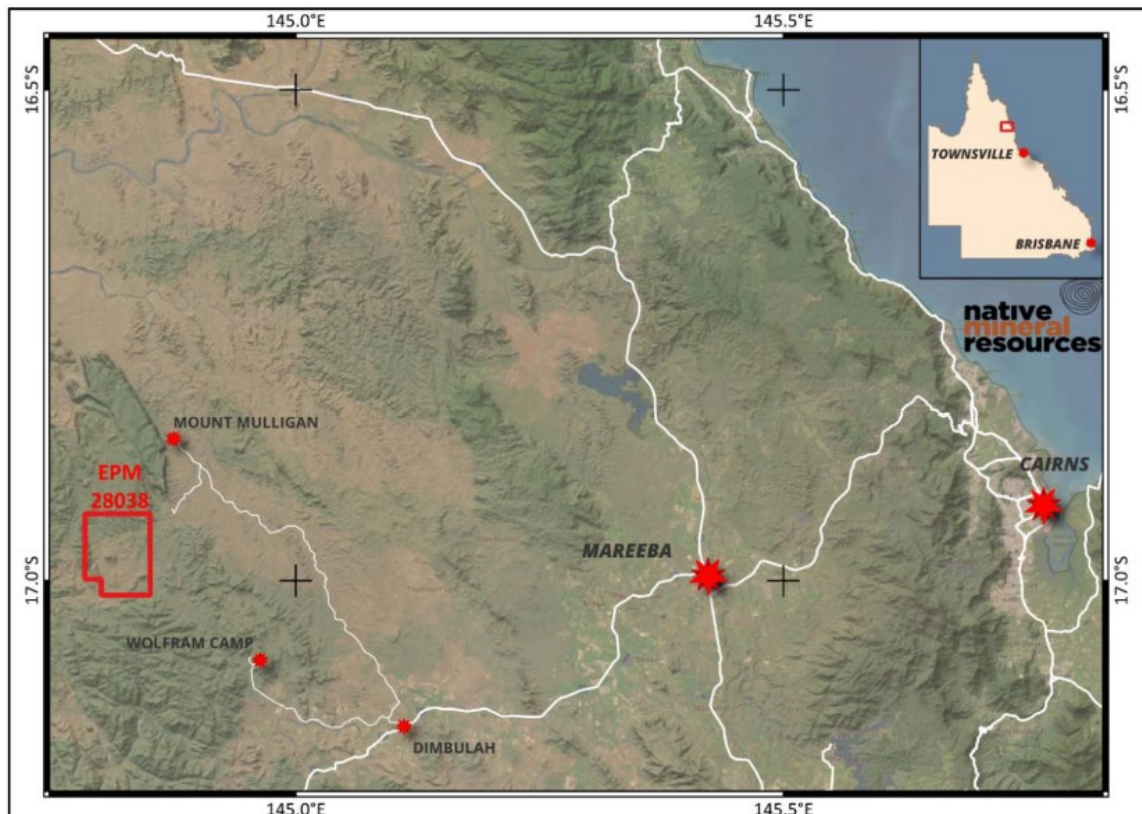 145.0°E
145.5°E
16.5°S
16.5°S
TOWNSVILLE
BRISBANE
native
mineral
resources
MOUNT MULLIGAN
EPM
28038
CAIRNS
MAREEBA
17.0°S
17.0°S
WOLFRAM CAMP
DIMBULAH
145.0°E
145.5°E